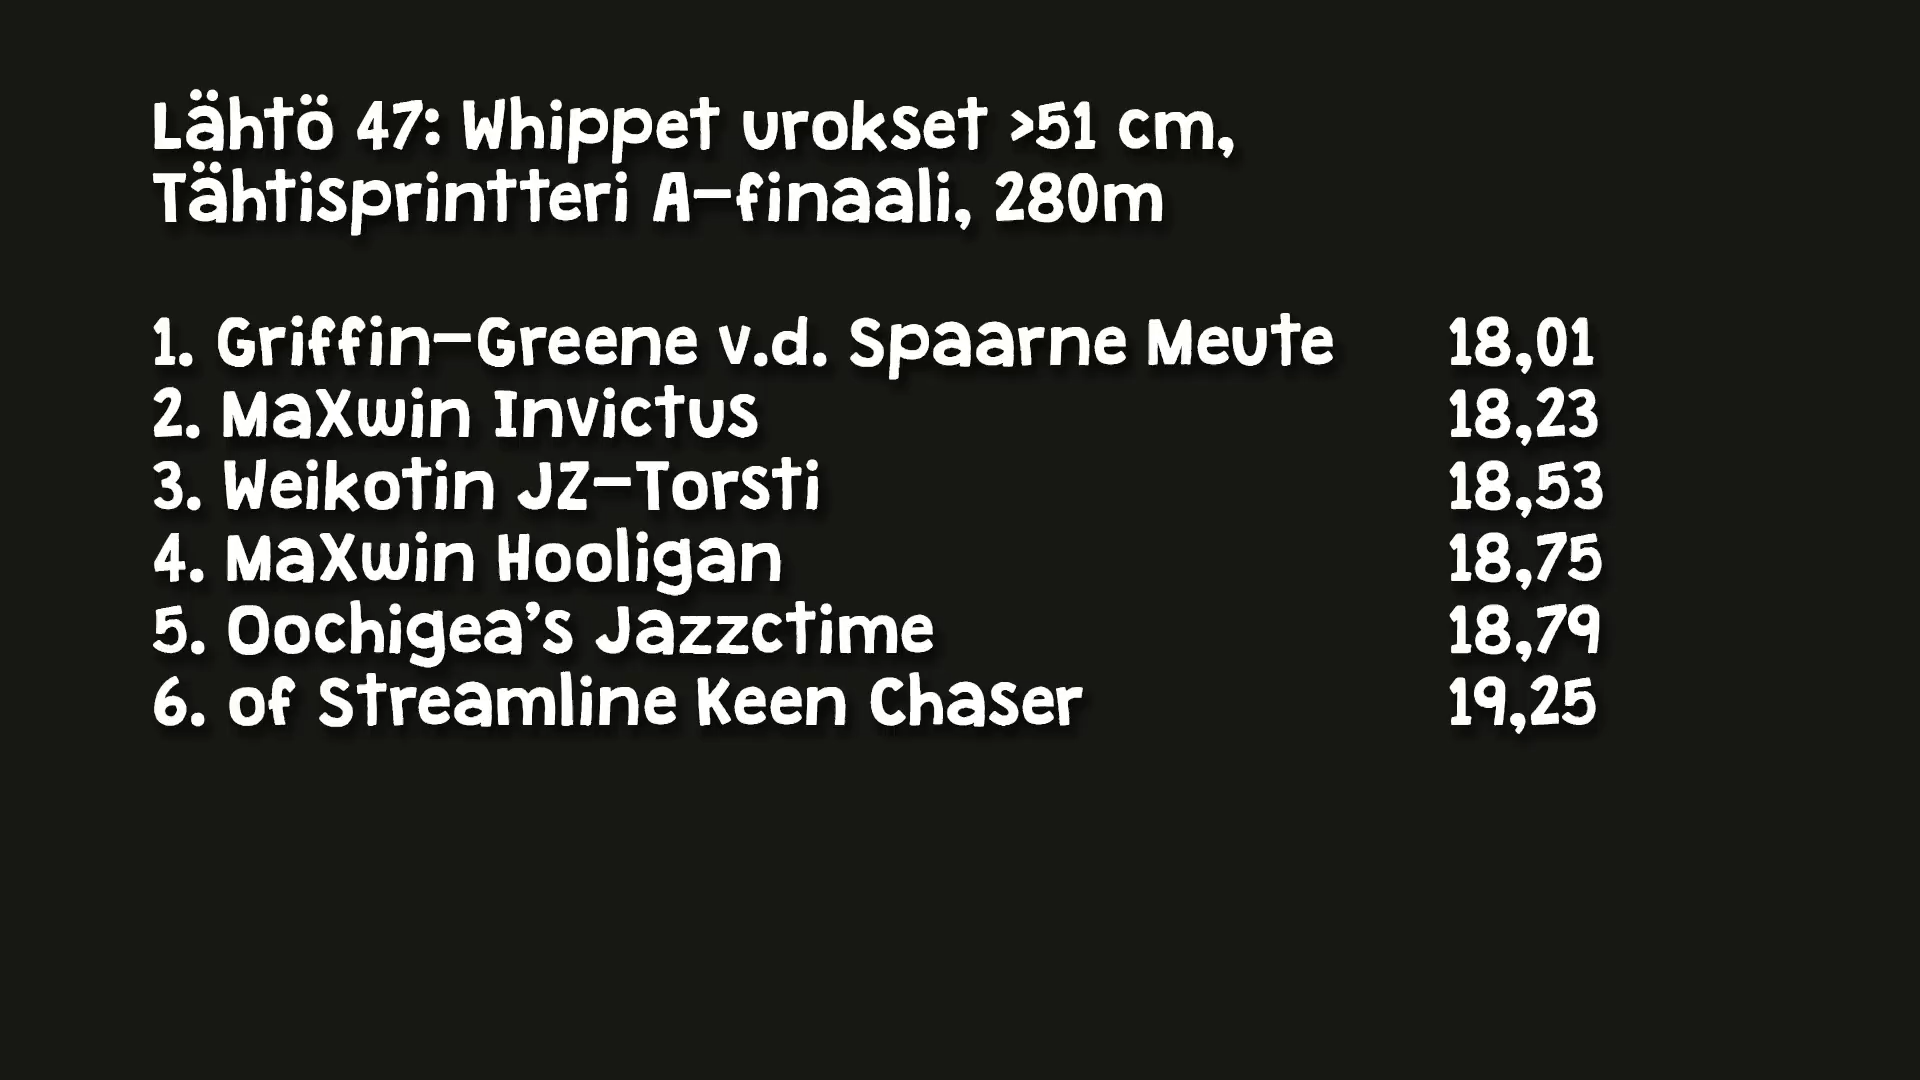 Lähtö 47: Whippet urokset >51 cm,
Tähtisprintteri A-finaali, 280m
1. Griffin-Greene v.d. Spaarne Meute 18,01
2. MaXwin Invictus 18,23
3. Weikotin JZ-Torsti 18,53
4. MaXwin Hooligan 18,75
5. Oochigea's Jazzctime 18,79
6. of Streamline Keen Chaser 19,25